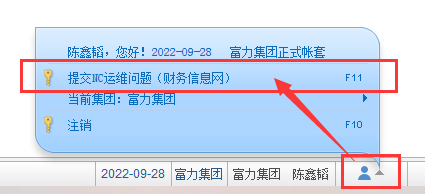 陈鑫韬，您好！2022-09-28 富力集团正式帐套
提交NC运维问题（财务信息网） F11
当前集团：富力集团
注销 F10
2022-09-28 富力集团 富力集团 陈鑫韬